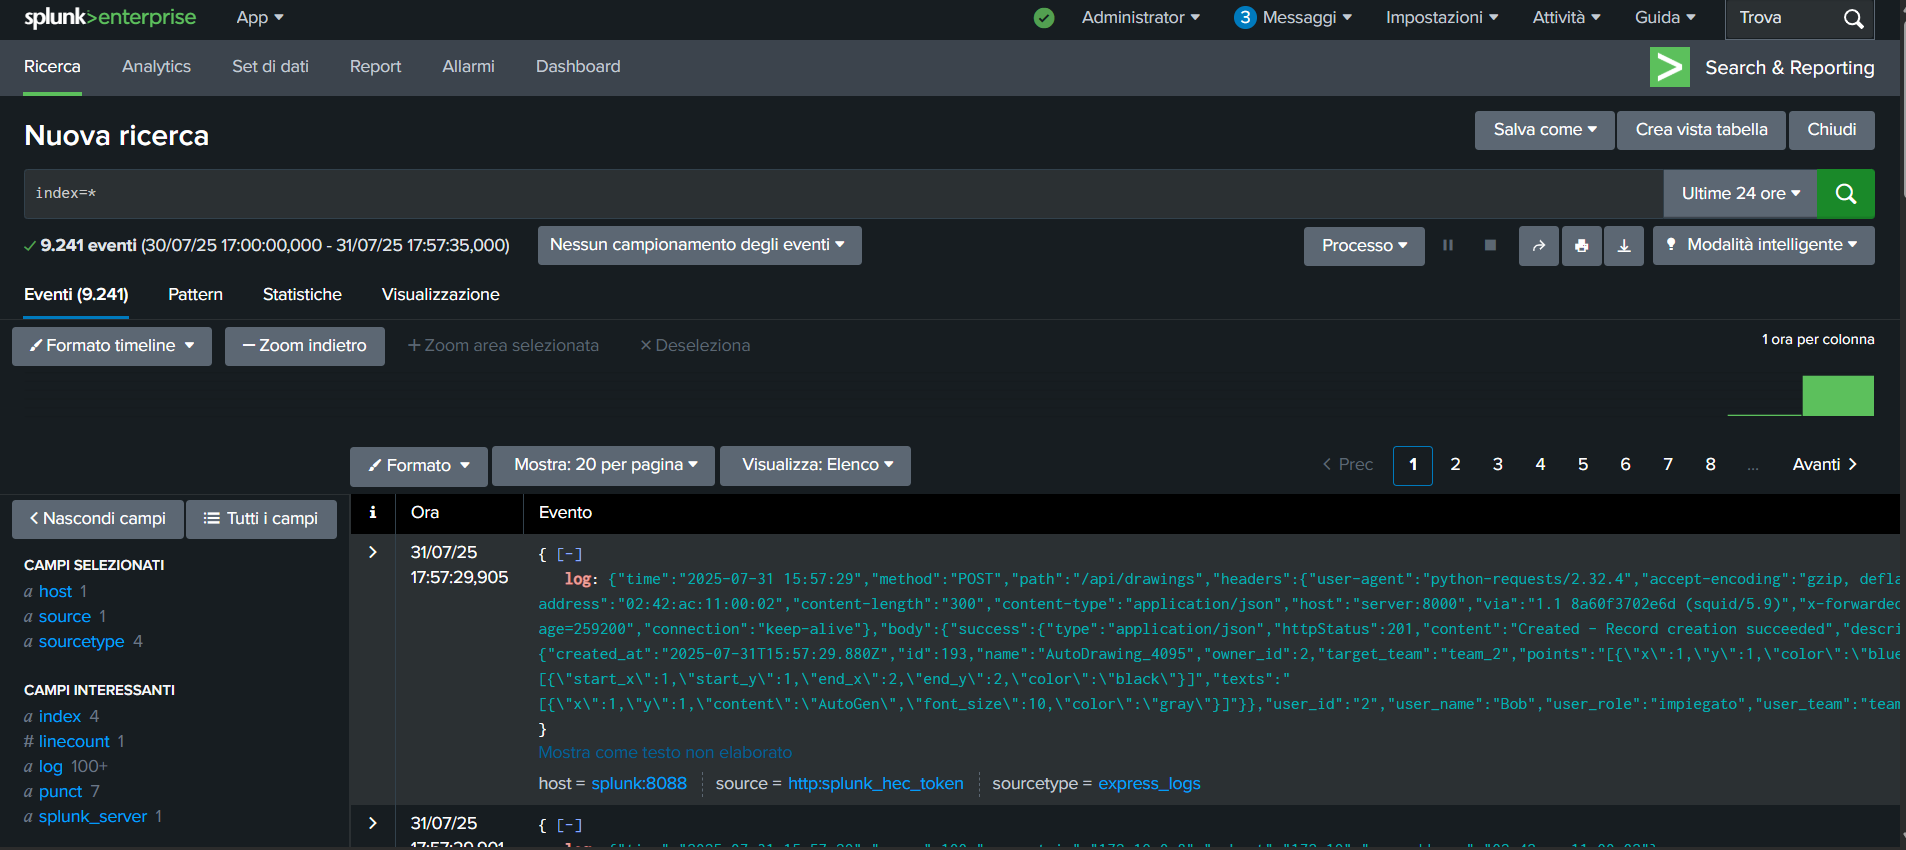 splunk>enterprise App Administrator 3 Messaggi Impostazioni Attività Guida Trova
Ricerca Analytics Set di dati Report Allarmi Dashboard Search & Reporting
Nuova ricerca Salva come Crea vista tabella Chiudi
index=* Ultime 24 ore
9.241 eventi (30/07/25 17:00:00,000 - 31/07/25 17:57:35,000) Nessun campionamento degli eventi Processo Modalità intelligente
Eventi (9.241) Pattern Statistiche Visualizzazione
Formato timeline — Zoom indietro + Zoom area selezionata × Deseleziona 1 ora per colonna
Formato Mostra: 20 per pagina Visualizza: Elenco < Prec 1 2 3 4 5 6 7 8 ... Avanti >
< Nascondi campi Tutti i campi
CAMPI SELEZIONATI
a host 1
a source 1
a sourcetype 4
CAMPI INTERESSANTI
a index 4
# linecount 1
a log 100+
a punct 7
a splunk_server 1
i Ora Evento
> 31/07/25
17:57:29,905
{ [-]
log: {"time":"2025-07-31 15:57:29","method":"POST","path":"/api/drawings","headers":{"user-agent":"python-requests/2.32.4","accept-encoding":"gzip, defla
address":"02:42:ac:11:00:02","content-length":"300","content-type":"application/json","host":"server:8000","via":"1.1 8a60f3702e6d (squid/5.9)","x-forwarded
age=259200","connection":"keep-alive"},"body":{"success":{"type":"application/json","httpStatus":201,"content":"Created - Record creation succeeded","descri
{"created_at":"2025-07-31T15:57:29.880Z","id":193,"name":"AutoDrawing_4095","owner_id":2,"target_team":"team_2","points":"[{\"x\":1,\"y\":1,\"color\":\"blue
[{\"start_x\":1,\"start_y\":1,\"end_x\":2,\"end_y\":2,\"color\":\"black\"}]","texts":"
[{\"x\":1,\"y\":1,\"content\":\"AutoGen\",\"font_size\":10,\"color\":\"gray\"}]"}},"user_id":"2","user_name":"Bob","user_role":"impiegato","user_team":"team
}
Mostra come testo non elaborato
host = splunk:8088 source = http:splunk_hec_token sourcetype = express_logs
> 31/07/25
17:57:29,901
{ [-]